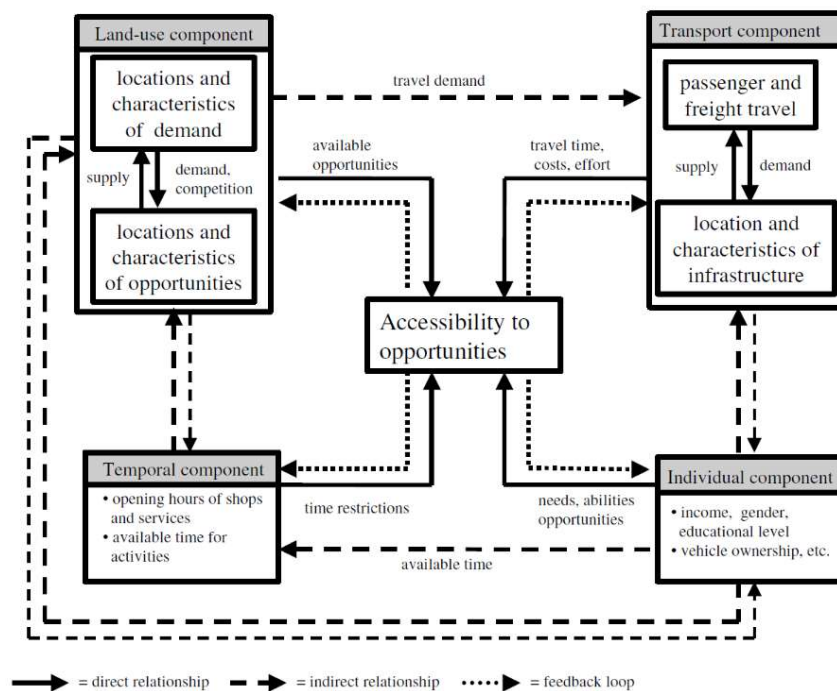 Land-use component
locations and
characteristics
of demand
supply
demand,
competition
locations and
characteristics
of opportunities
travel demand
Transport component
passenger and
freight travel
supply
demand
location and
characteristics of
infrastructure
available
opportunities
travel time,
costs, effort
Accessibility to
opportunities
Temporal component
• opening hours of shops
and services
• available time for
activities
time restrictions
needs, abilities
opportunities
available time
Individual component
• income, gender,
educational level
• vehicle ownership, etc.
= direct relationship
= indirect relationship
= feedback loop